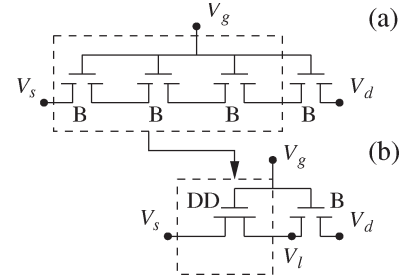 V_g (a)
V_s B B B B V_d
(b)
V_g
DD B
V_s V_l V_d